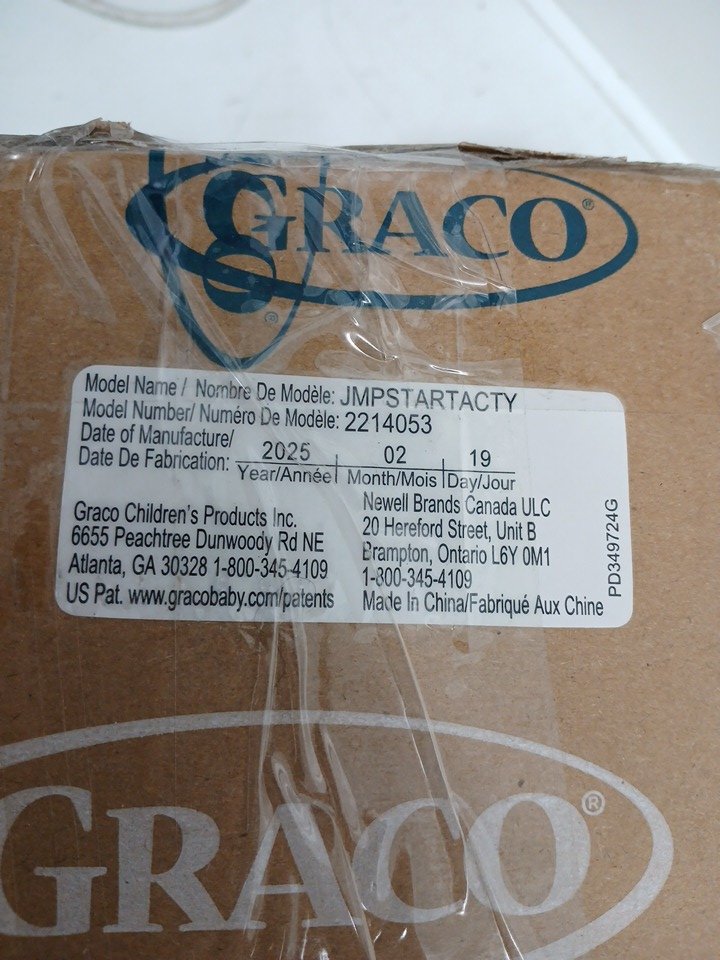 GRACO®
®
Model Name / Nombre De Modèle: JMPSTARTACTY
Model Number/ Numéro De Modèle: 2214053
Date of Manufacture/
Date De Fabrication: 2025 02 19
Year/Année Month/Mois Day/Jour
Graco Children's Products Inc.
6655 Peachtree Dunwoody Rd NE
Atlanta, GA 30328 1-800-345-4109
US Pat. www.gracobaby.com/patents
Newell Brands Canada ULC
20 Hereford Street, Unit B
Brampton, Ontario L6Y 0M1
1-800-345-4109
Made In China/Fabriqué Aux Chine
PD349724G
GRACO®